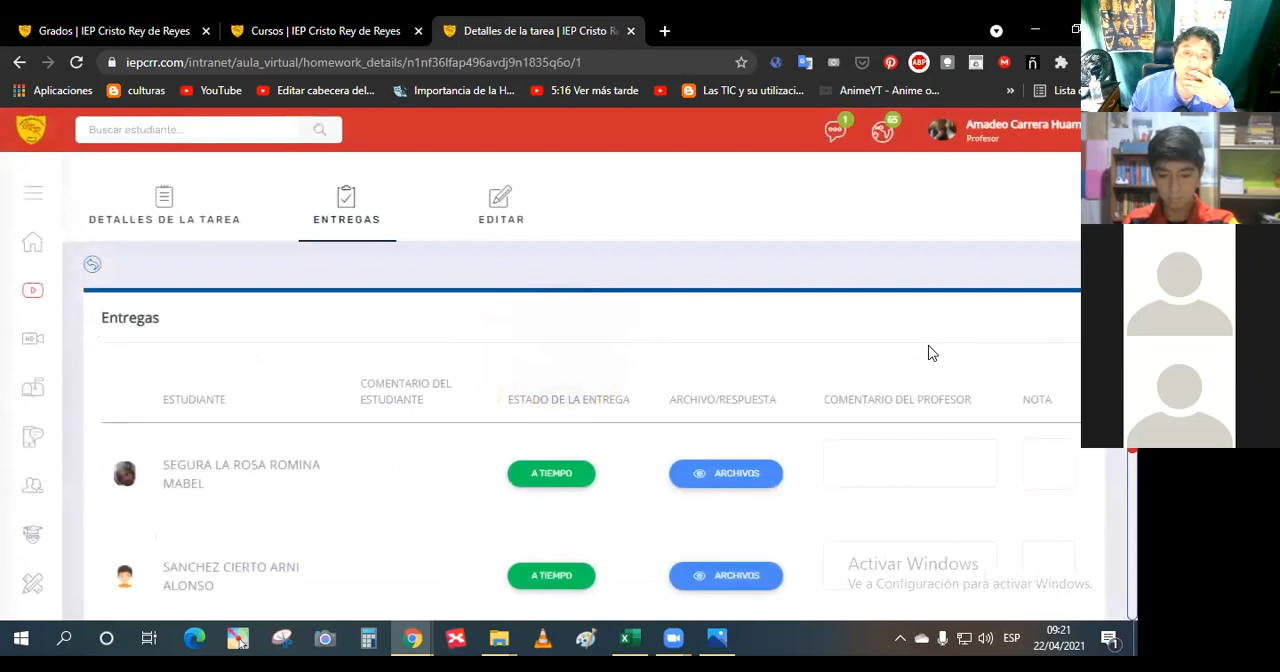 Grados | IEP Cristo Rey de Reyes
Cursos | IEP Cristo Rey de Reyes
Detalles de la tarea | IEP Cristo R
iepcrr.com/intranet/aula_virtual/homework_details/n1nf36lfap496avdj9n1835q6o/1
ABP
Aplicaciones
culturas
YouTube
Editar cabecera del...
Importancia de la H...
5:16 Ver más tarde
Las TIC y su utilizaci...
AnimeYT - Anime o...
»
Lista
Buscar estudiante...
1
65
Amadeo Carrera Huam
Profesor
DETALLES DE LA TAREA
ENTREGAS
EDITAR
Entregas
ESTUDIANTE
COMENTARIO DEL
ESTUDIANTE
ESTADO DE LA ENTREGA
ARCHIVO/RESPUESTA
COMENTARIO DEL PROFESOR
NOTA
SEGURA LA ROSA ROMINA
MABEL
A TIEMPO
ARCHIVOS
SANCHEZ CIERTO ARNI
ALONSO
A TIEMPO
ARCHIVOS
Activar Windows
Ve a Configuración para activar Windows.
ESP
09:21
22/04/2021
1